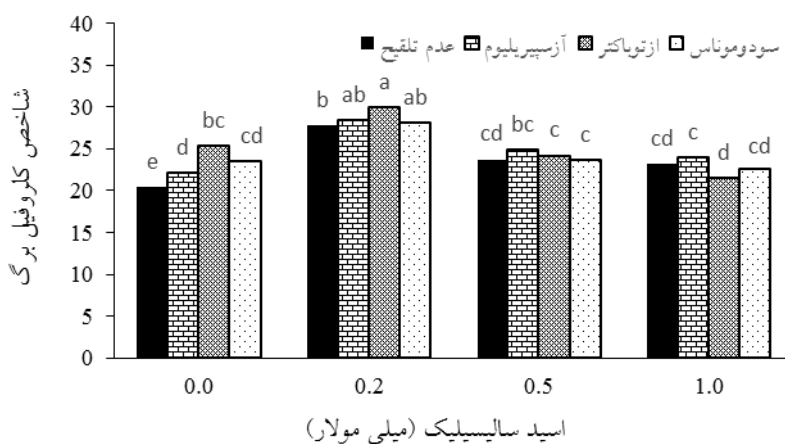 40
35
30
25
20
15
10
5
0
شاخص کلروفیل برگ
عدم تلقیح آزسپیریلیوم ازتوباکتر سودوموناس
e d bc cd
b ab a ab
cd bc c c
cd c d cd
0.0 0.2 0.5 1.0
اسید سالیسیلیک (میلی مولار)